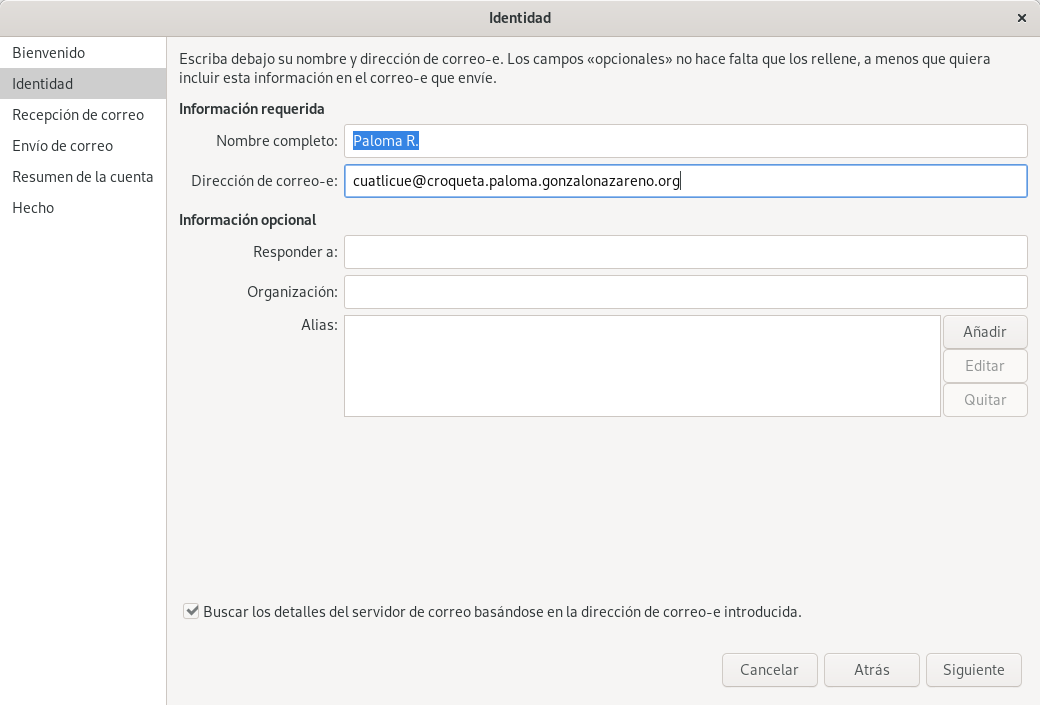 Identidad
Bienvenido
Identidad
Recepción de correo
Envío de correo
Resumen de la cuenta
Hecho
Escriba debajo su nombre y dirección de correo-e. Los campos «opcionales» no hace falta que los rellene, a menos que quiera
incluir esta información en el correo-e que envíe.
Información requerida
Nombre completo: Paloma R.
Dirección de correo-e: cuatlicue@croqueta.paloma.gonzalonazareno.org
Información opcional
Responder a:
Organización:
Alias:
Añadir
Editar
Quitar
Buscar los detalles del servidor de correo basándose en la dirección de correo-e introducida.
Cancelar Atrás Siguiente